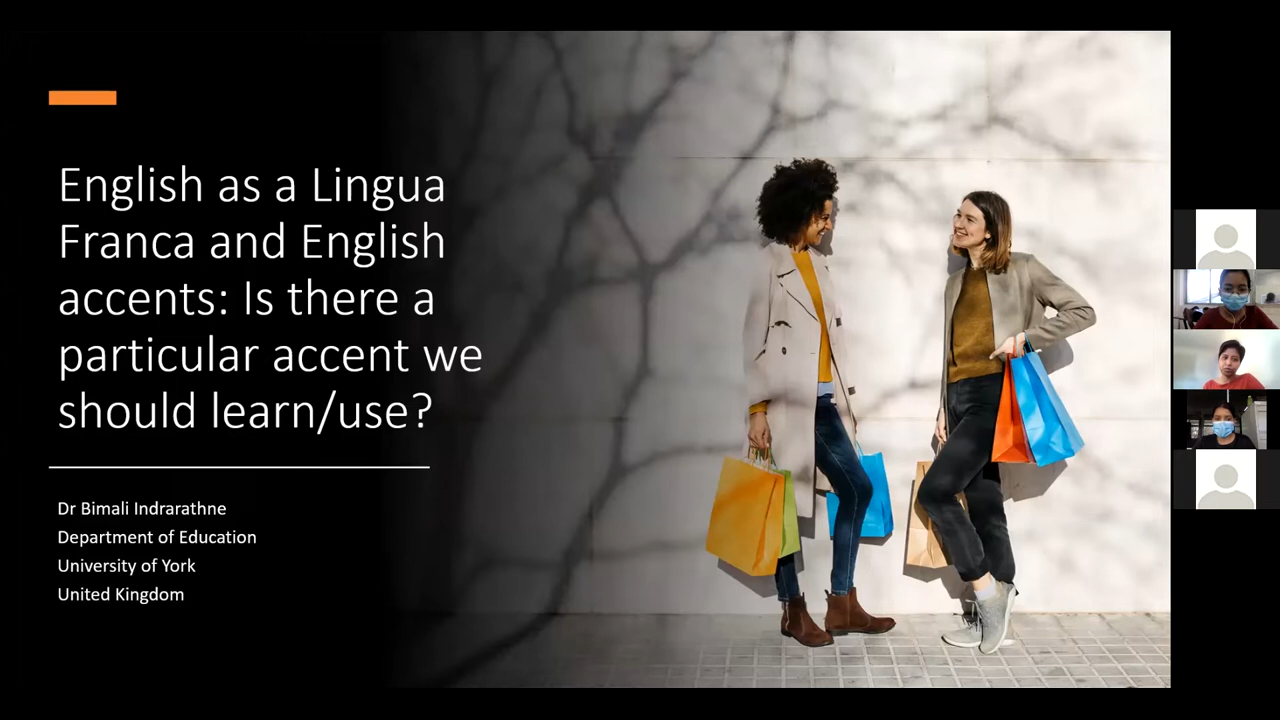 English as a Lingua
Franca and English
accents: Is there a
particular accent we
should learn/use?
Dr Bimali Indrarathne
Department of Education
University of York
United Kingdom